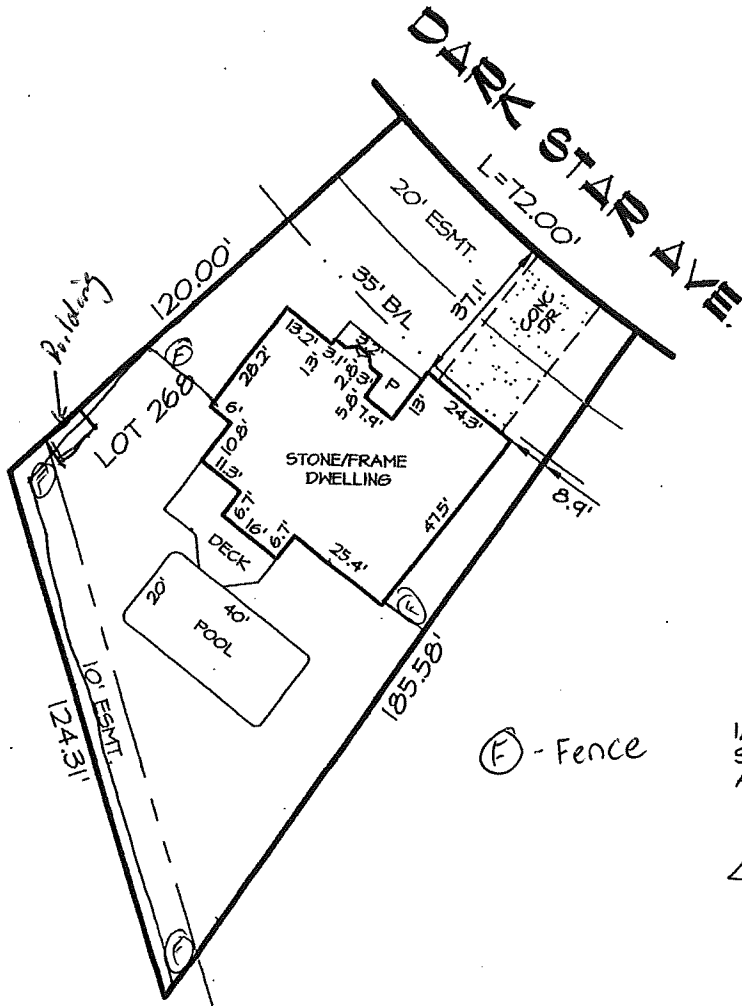 DARK STAR AVE.
L=72.00'
20' ESMT.
35' B/L
37.1'
CONC
DR
120.00'
Building
F
LOT 268
13.2'
13'
3.1'
3.2'
2.8'
3'
5.8'
7.9'
P
13'
24.3'
28.2'
6'
10.8'
11.3'
6.7'
16'
6.7'
STONE/FRAME
DWELLING
47.5'
25.4'
8.9'
DECK
20'
40'
POOL
F
F
185.58'
10' ESMT.
124.31'
F
F - Fence